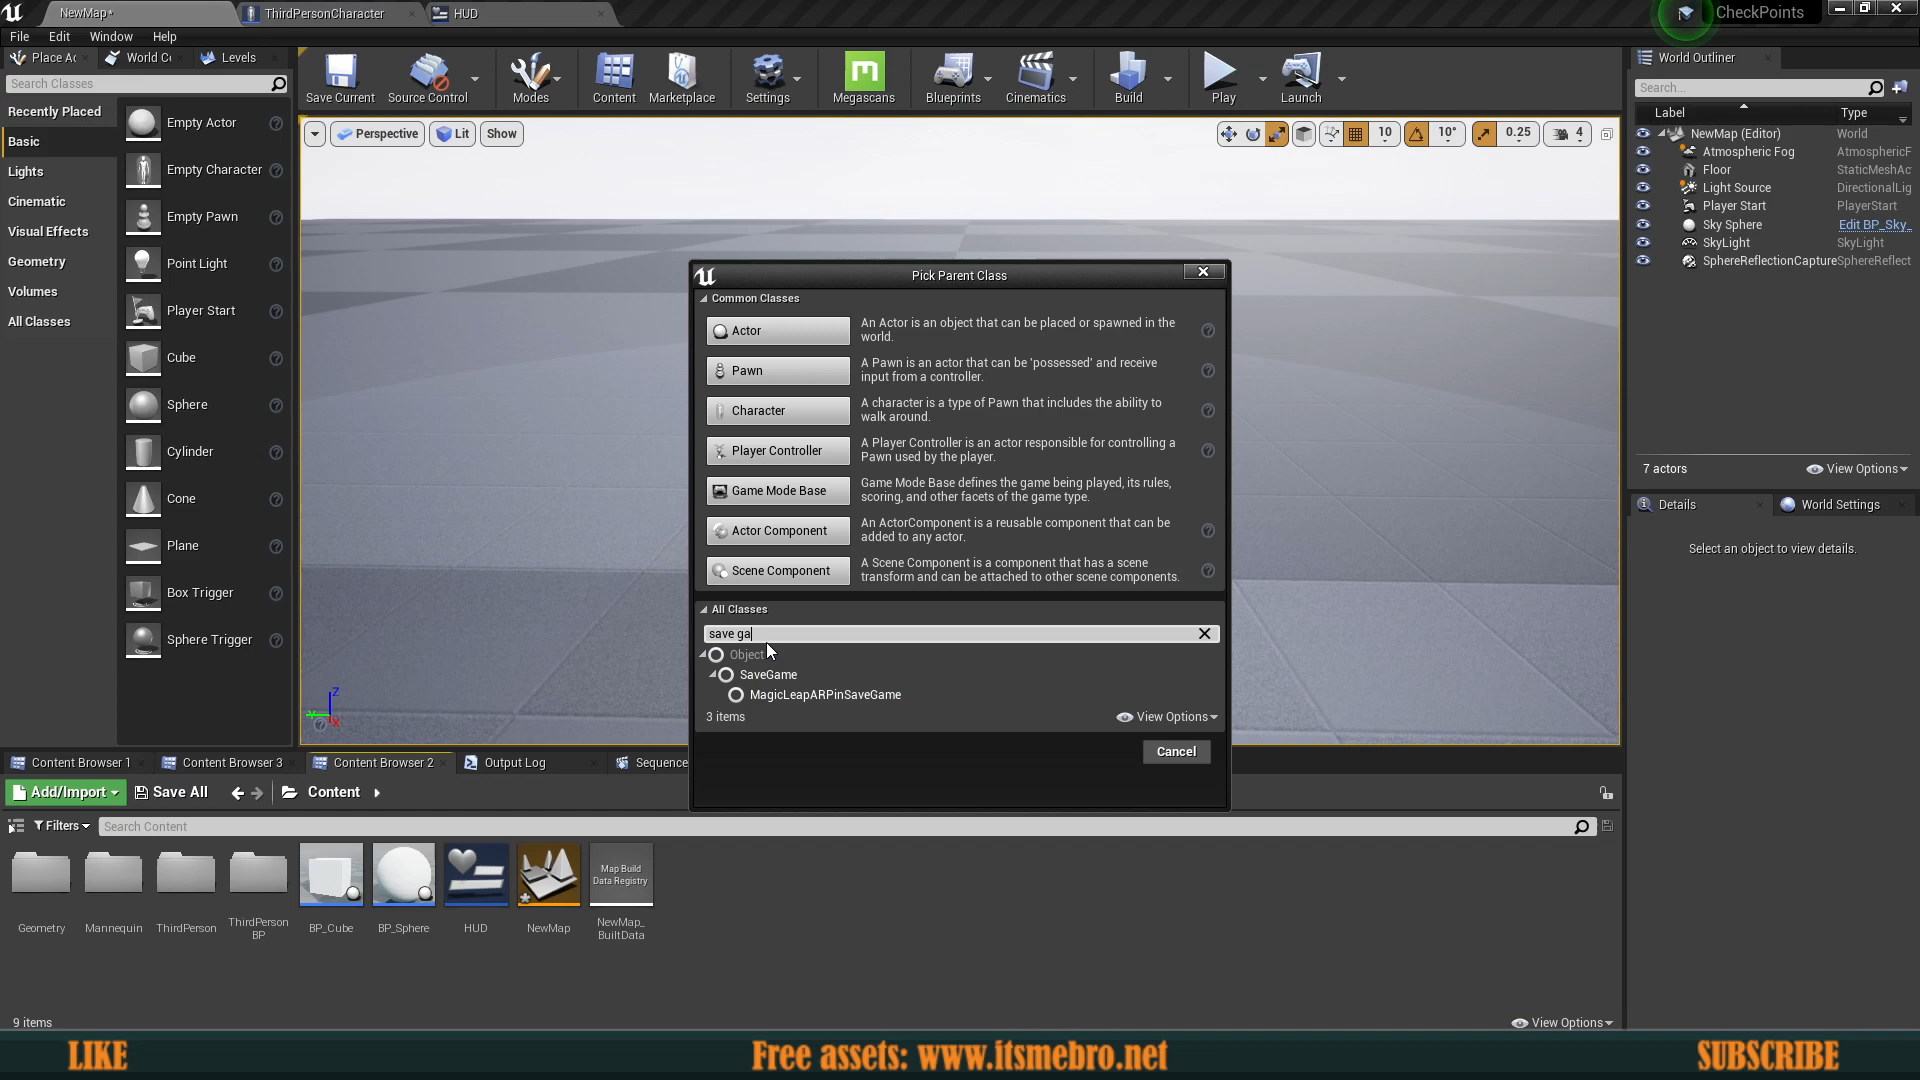 NewMap*
ThirdPersonCharacter
HUD
CheckPoints
File
Edit
Window
Help
Place Ac
World Co
Levels
Search Classes
Recently Placed
Basic
Lights
Cinematic
Visual Effects
Geometry
Volumes
All Classes
Empty Actor
Empty Character
Empty Pawn
Point Light
Player Start
Cube
Sphere
Cylinder
Cone
Plane
Box Trigger
Sphere Trigger
Save Current
Source Control
Modes
Content
Marketplace
Settings
Megascans
Blueprints
Cinematics
Build
Play
Launch
Perspective
Lit
Show
10
10°
0.25
4
Pick Parent Class
Common Classes
Actor
An Actor is an object that can be placed or spawned in the
world.
Pawn
A Pawn is an actor that can be 'possessed' and receive
input from a controller.
Character
A character is a type of Pawn that includes the ability to
walk around.
Player Controller
A Player Controller is an actor responsible for controlling a
Pawn used by the player.
Game Mode Base
Game Mode Base defines the game being played, its rules,
scoring, and other facets of the game type.
Actor Component
An ActorComponent is a reusable component that can be
added to any actor.
Scene Component
A Scene Component is a component that has a scene
transform and can be attached to other scene components.
All Classes
save ga
Object
SaveGame
MagicLeapARPinSaveGame
3 items
View Options
Cancel
World Outliner
Search...
Label
Type
NewMap (Editor)
World
Atmospheric Fog
AtmosphericF
Floor
StaticMeshAc
Light Source
DirectionalLig
Player Start
PlayerStart
Sky Sphere
Edit BP_Sky_
SkyLight
SkyLight
SphereReflectionCapture
SphereReflect
7 actors
View Options
Details
World Settings
Select an object to view details.
Content Browser 1
Content Browser 3
Content Browser 2
Output Log
Sequence
Add/Import
Save All
Content
Filters
Search Content
Geometry
Mannequin
ThirdPerson
ThirdPerson
BP
BP_Cube
BP_Sphere
HUD
NewMap
Map Build
Data Registry
NewMap_
BuiltData
9 items
View Options
LIKE
Free assets: www.itsmebro.net
SUBSCRIBE